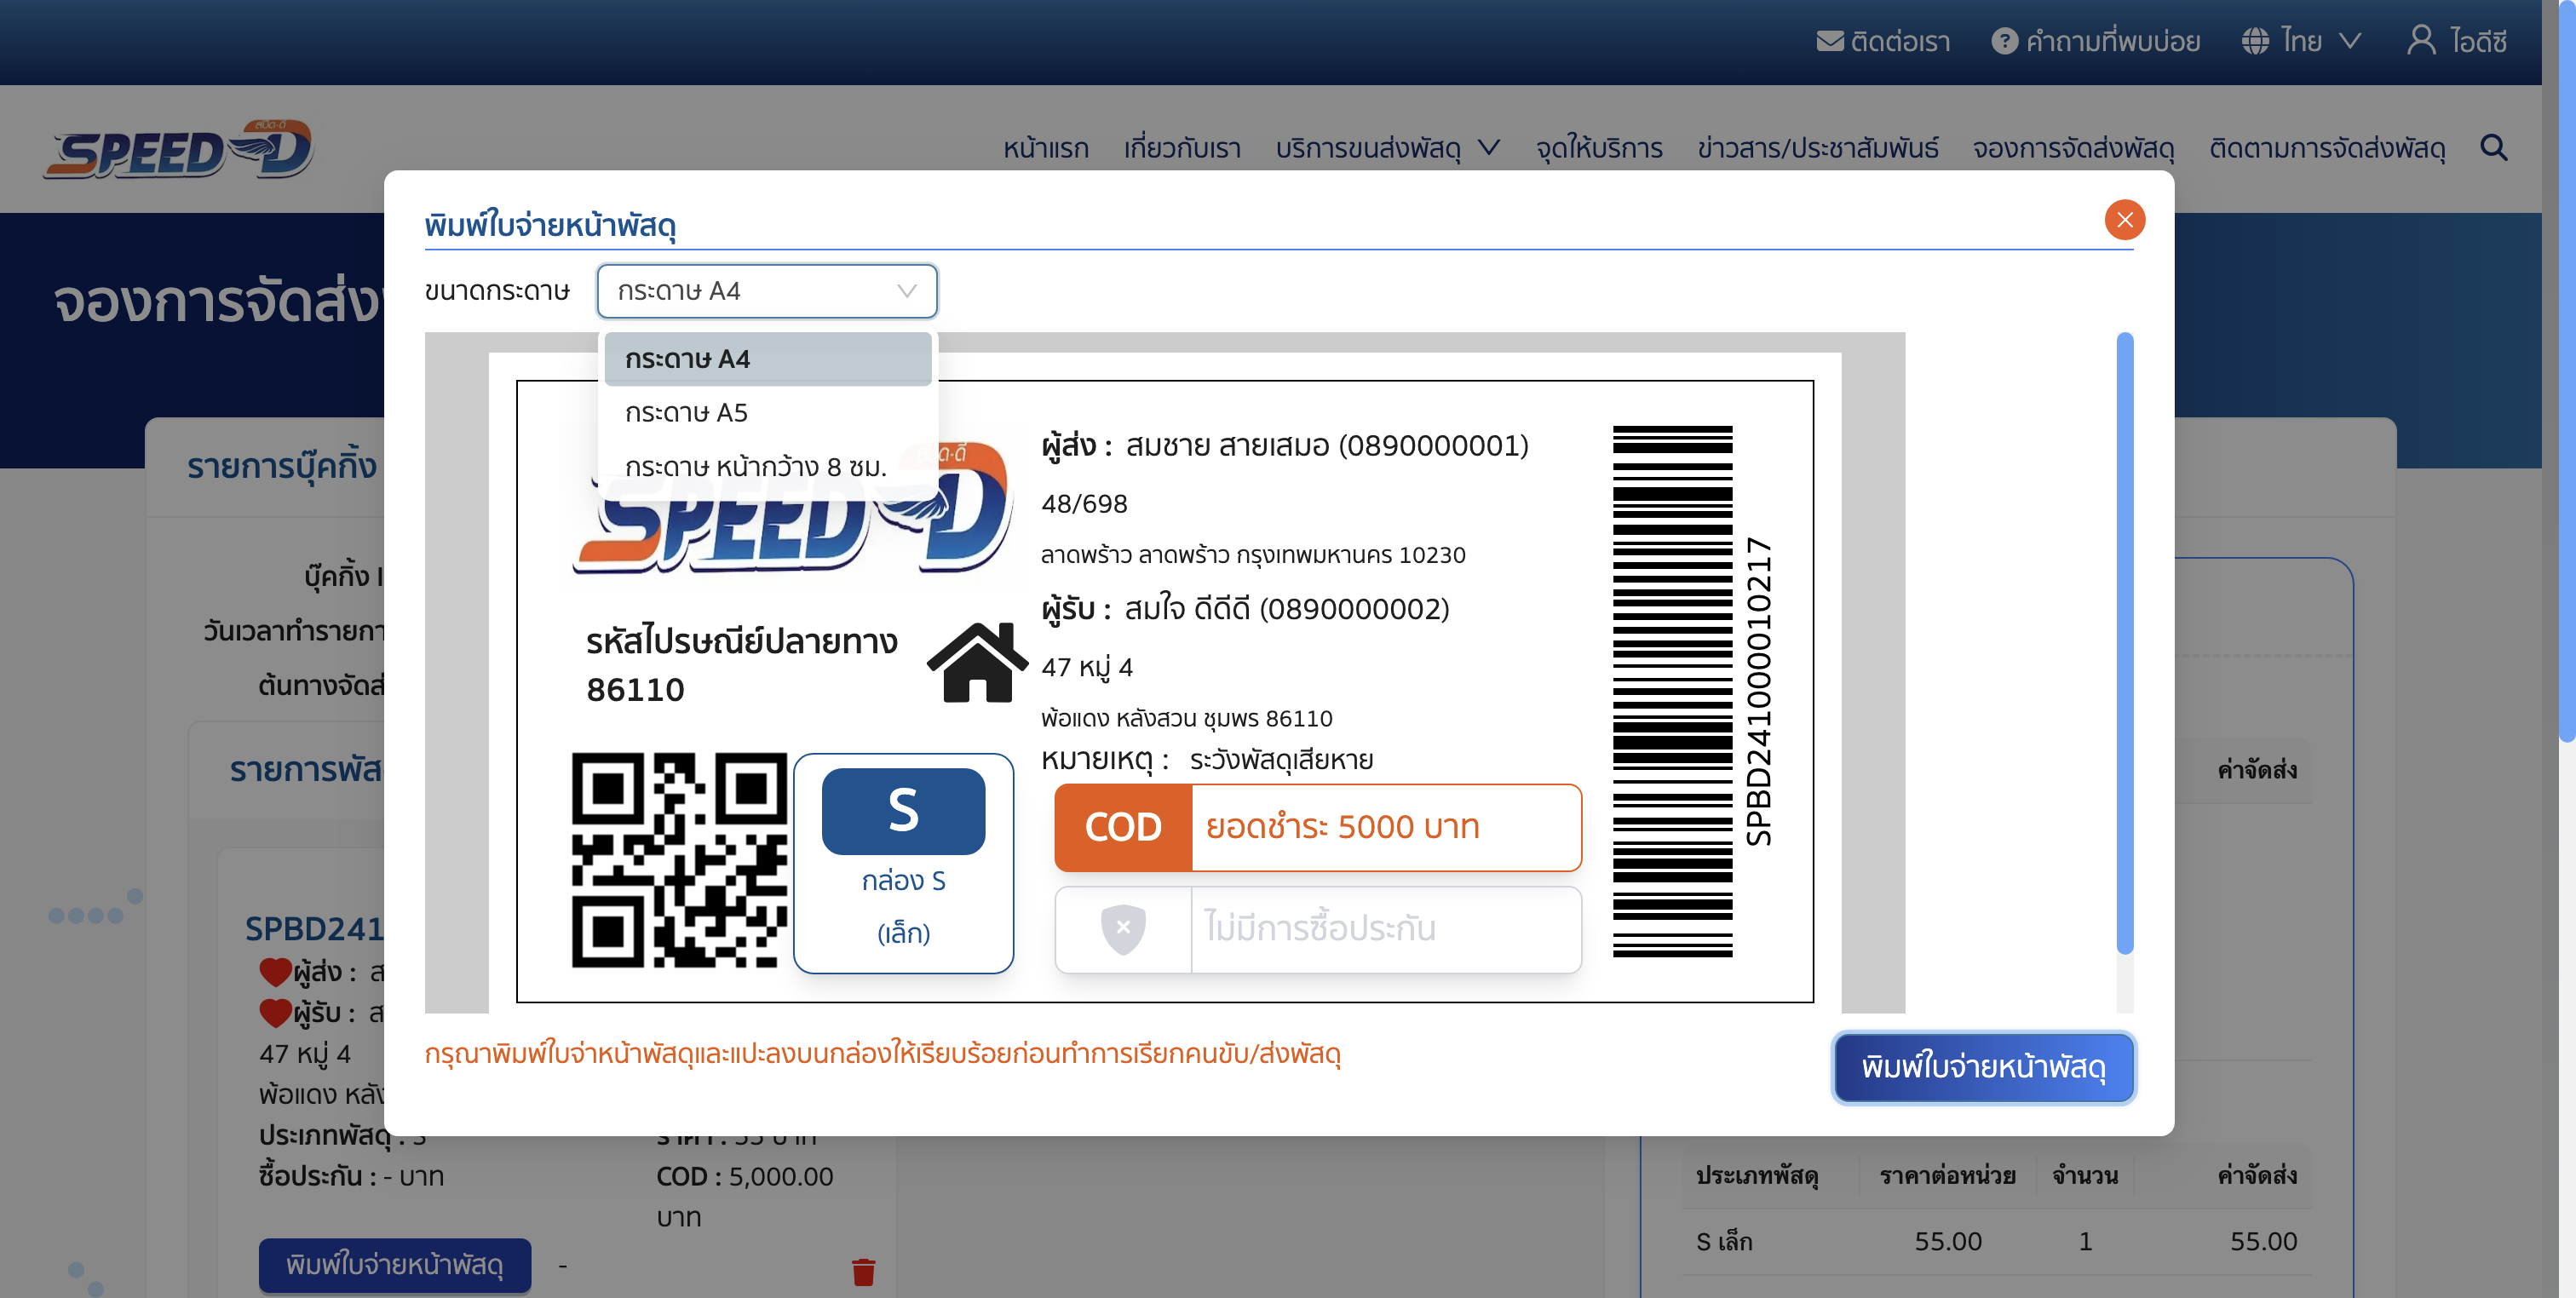 ติดต่อเรา
คำถามที่พบบ่อย
ไทย
ไอดีซี
สปีด-ดี
SPEED-D
หน้าแรก
เกี่ยวกับเรา
บริการขนส่งพัสดุ
จุดให้บริการ
ข่าวสาร/ประชาสัมพันธ์
จองการจัดส่งพัสดุ
ติดตามการจัดส่งพัสดุ
จองการจัดส่ง
พิมพ์ใบจ่ายหน้าพัสดุ
ขนาดกระดาษ
กระดาษ A4
กระดาษ A4
กระดาษ A5
กระดาษ หน้ากว้าง 8 ซม.
SPEED-D
รหัสไปรษณีย์ปลายทาง
86110
S
กล่อง S
(เล็ก)
ผู้ส่ง : สมชาย สายเสมอ (0890000001)
48/698
ลาดพร้าว ลาดพร้าว กรุงเทพมหานคร 10230
ผู้รับ : สมใจ ดีดีดี (0890000002)
47 หมู่ 4
พ้อแดง หลังสวน ชุมพร 86110
หมายเหตุ : ระวังพัสดุเสียหาย
COD ยอดชำระ 5000 บาท
ไม่มีการซื้อประกัน
SPBD241000010217
กรุณาพิมพ์ใบจ่าหน้าพัสดุและแปะลงบนกล่องให้เรียบร้อยก่อนทำการเรียกคนขับ/ส่งพัสดุ
พิมพ์ใบจ่ายหน้าพัสดุ
รายการบุ๊คกิ้ง
บุ๊คกิ้ง I
วันเวลาทำรายกา
ต้นทางจัดส่
รายการพัส
SPBD241
ผู้ส่ง : ส
ผู้รับ : ส
47 หมู่ 4
พ้อแดง หลัง
ประเภทพัสดุ : S
ราคา : 55 บาท
ซื้อประกัน : - บาท
COD : 5,000.00
บาท
พิมพ์ใบจ่ายหน้าพัสดุ
-
ค่าจัดส่ง
ประเภทพัสดุ ราคาต่อหน่วย จำนวน ค่าจัดส่ง
S เล็ก 55.00 1 55.00